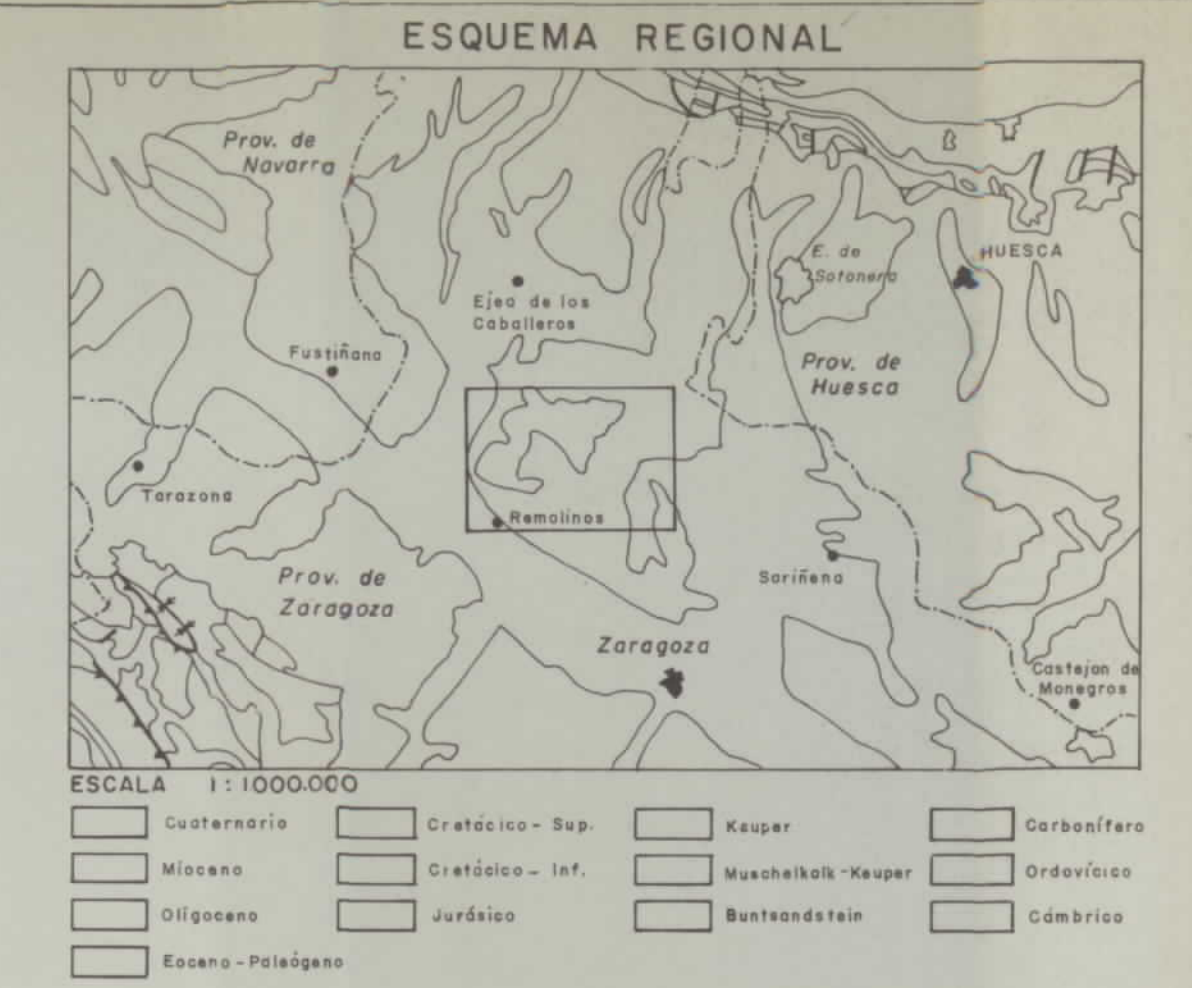 ESQUEMA REGIONAL
Prov. de
Navarra
E. de
Sotonera
HUESCA
Ejea de los
Caballeros
Fustiñana
Prov. de
Huesca
Tarazona
Remolinos
Prov. de
Zaragoza
Sariñena
Zaragoza
Castejon de
Monegros
ESCALA 1:1000.000
Cuaternario
Cretácico - Sup.
Keuper
Carbonífero
Mioceno
Cretácico - Inf.
Muschelkalk - Keuper
Ordovícico
Oligoceno
Jurásico
Buntsandstein
Cámbrico
Eoceno - Paleógeno